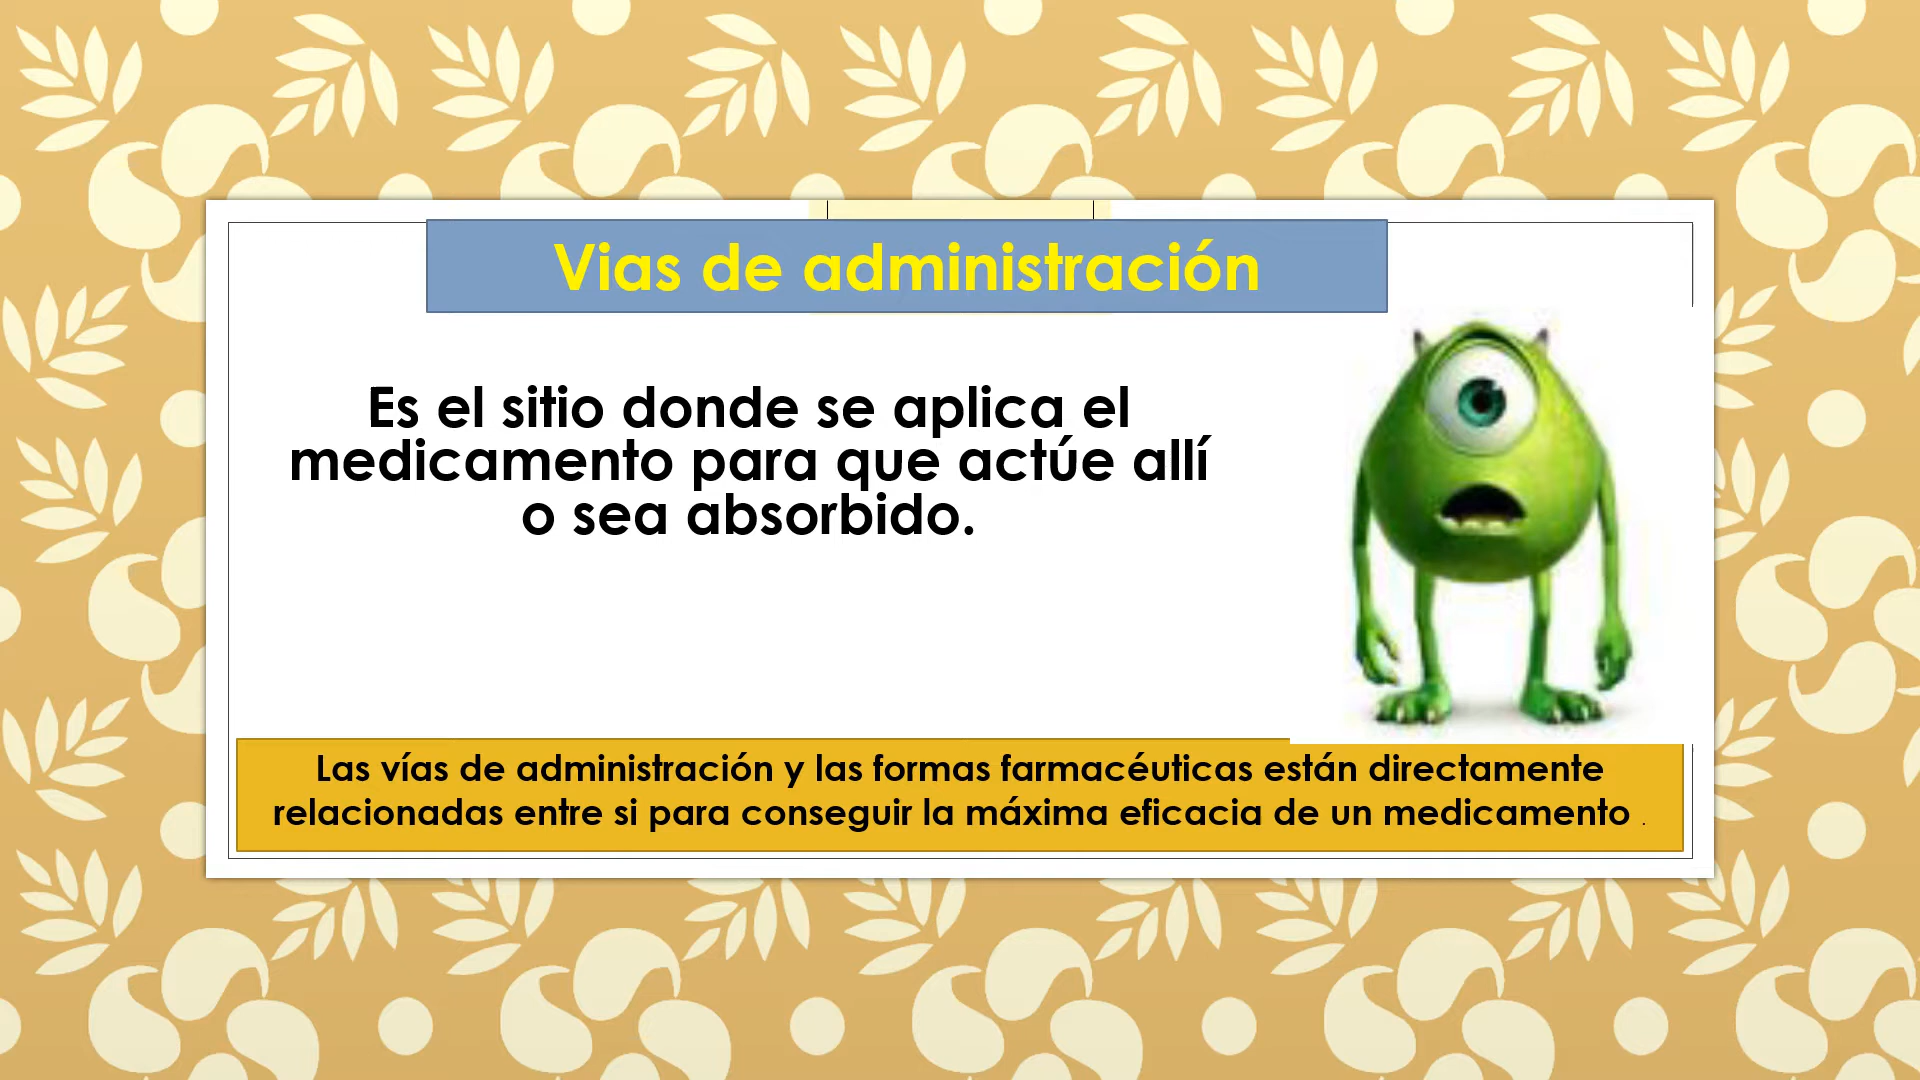 Vias de administración
Es el sitio donde se aplica el
medicamento para que actúe allí
o sea absorbido.
Las vías de administración y las formas farmacéuticas están directamente
relacionadas entre si para conseguir la máxima eficacia de un medicamento .